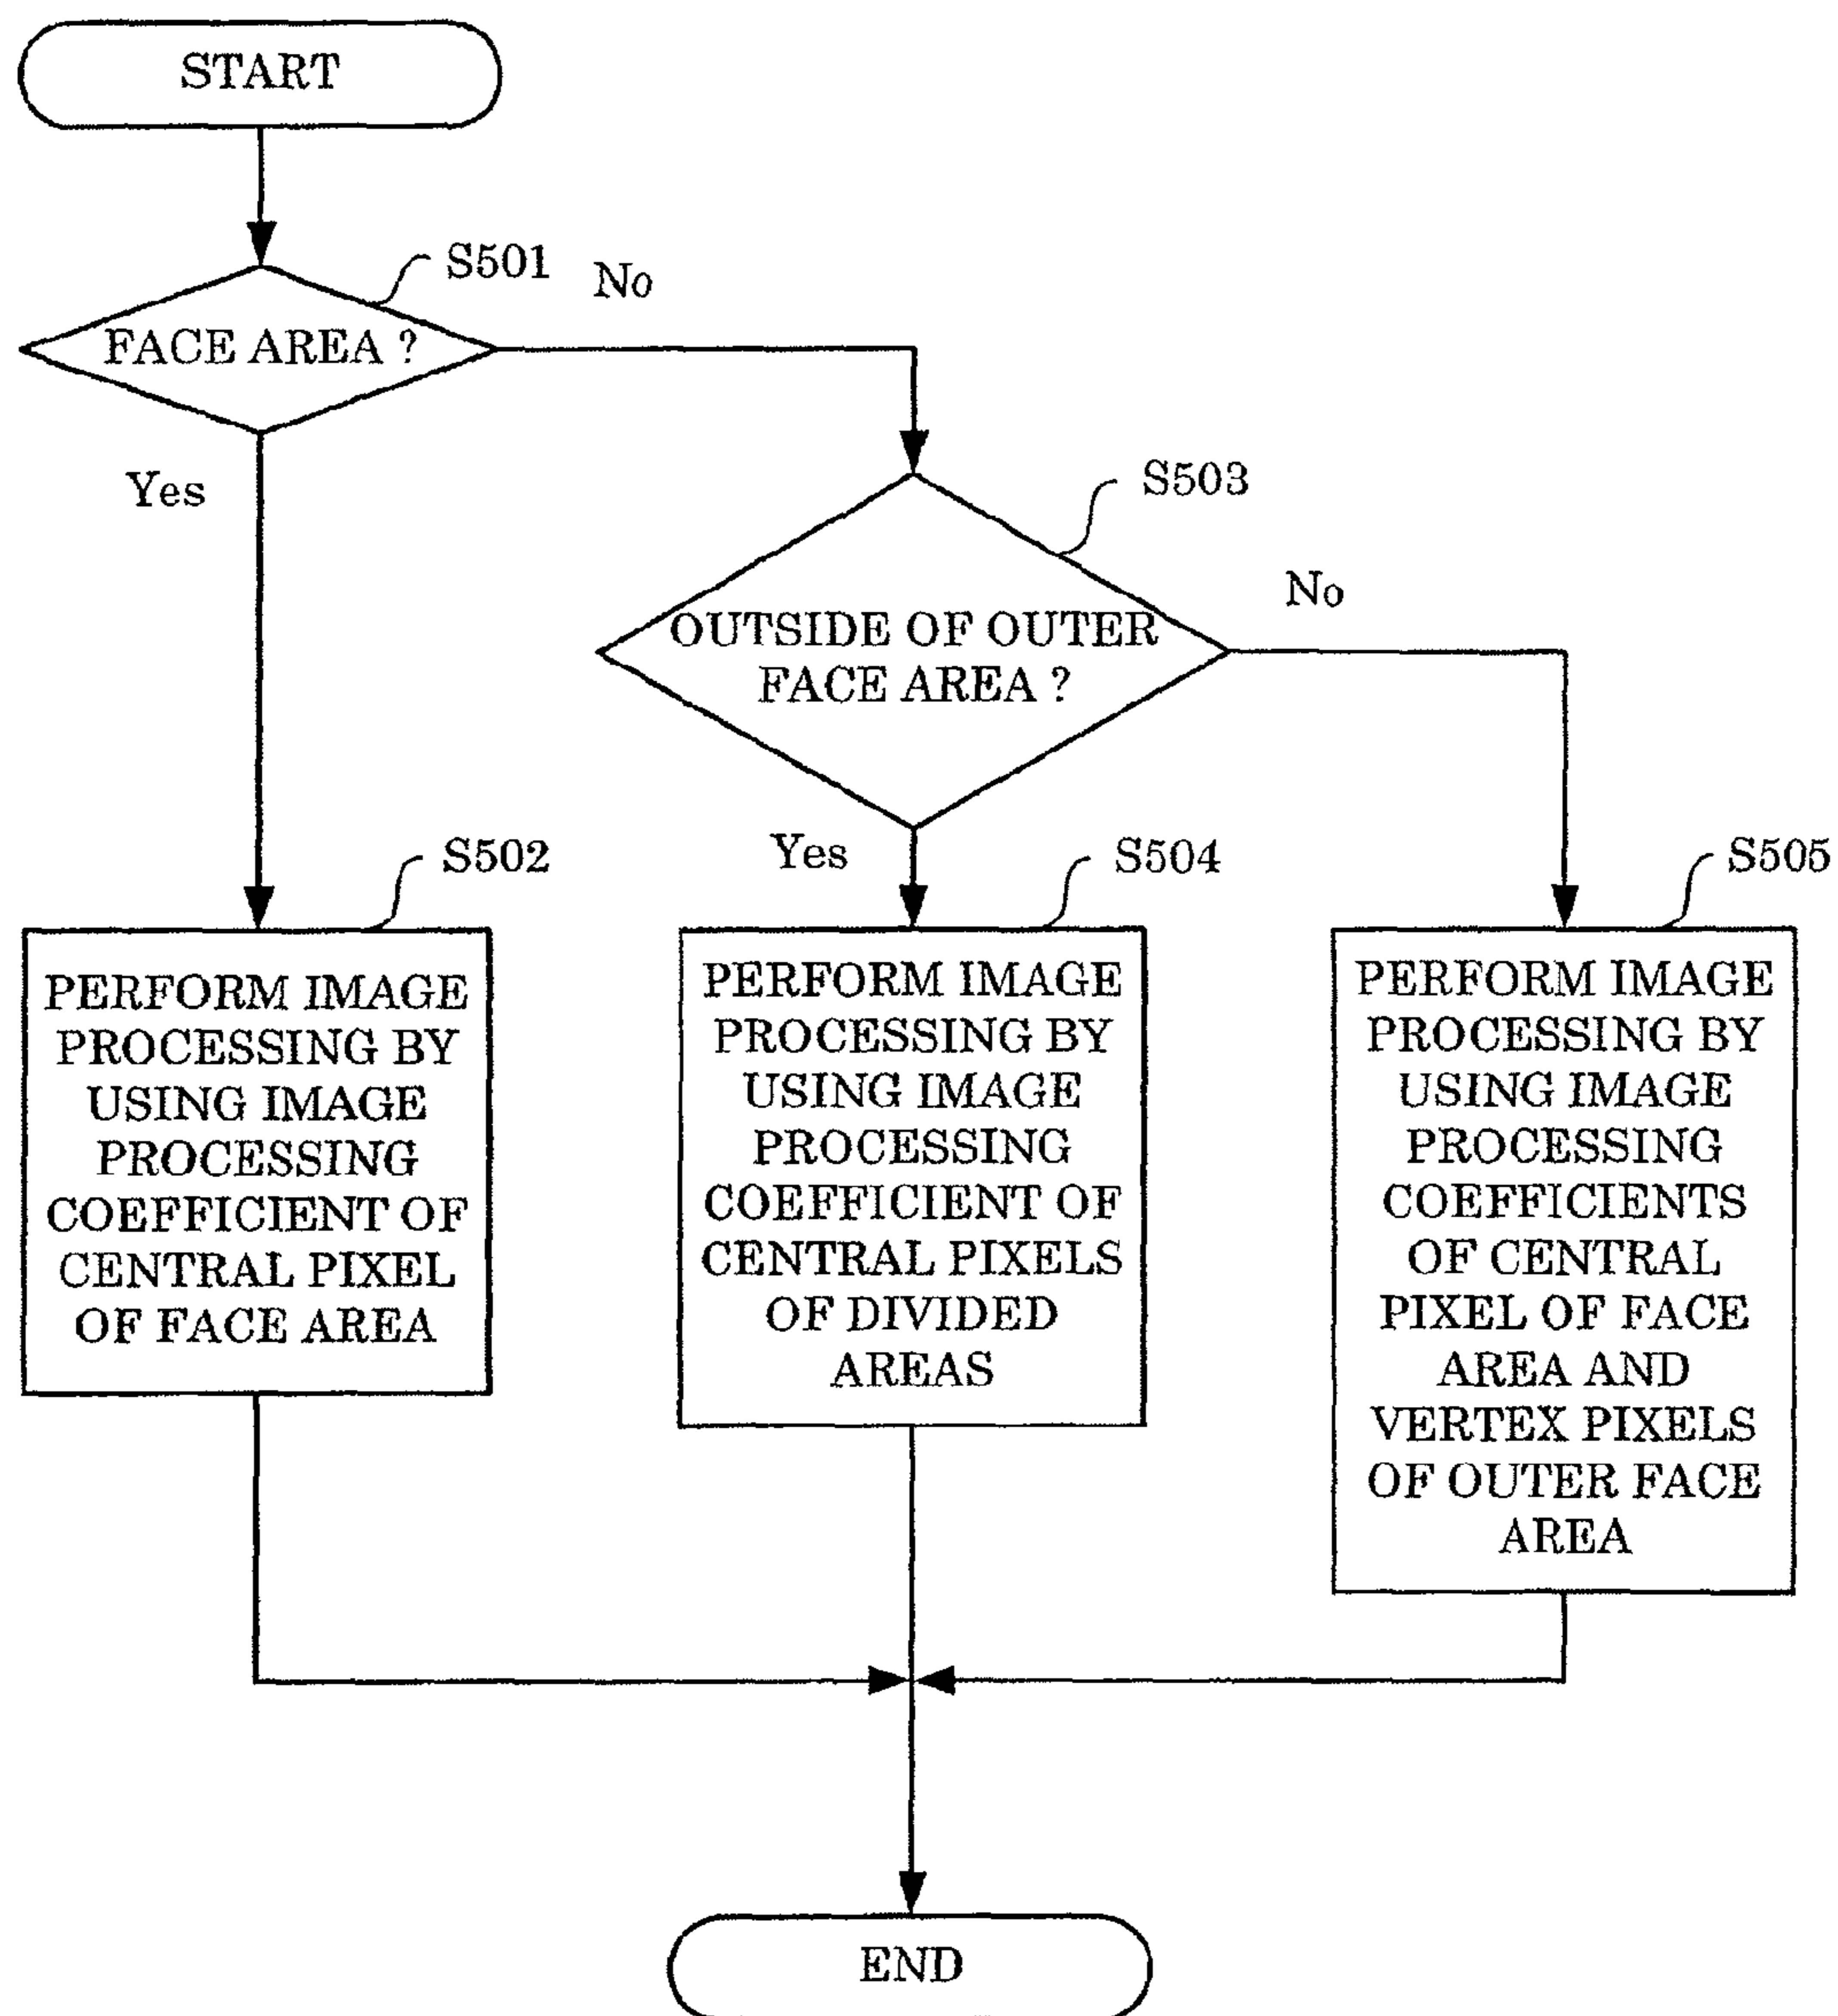 START
S501
No
FACE AREA ?
Yes
S503
No
OUTSIDE OF OUTER
FACE AREA ?
Yes
S502
S504
S505
PERFORM IMAGE
PROCESSING BY
USING IMAGE
PROCESSING
COEFFICIENT OF
CENTRAL PIXEL
OF FACE AREA
PERFORM IMAGE
PROCESSING BY
USING IMAGE
PROCESSING
COEFFICIENT OF
CENTRAL PIXELS
OF DIVIDED
AREAS
PERFORM IMAGE
PROCESSING BY
USING IMAGE
PROCESSING
COEFFICIENTS
OF CENTRAL
PIXEL OF FACE
AREA AND
VERTEX PIXELS
OF OUTER FACE
AREA
END